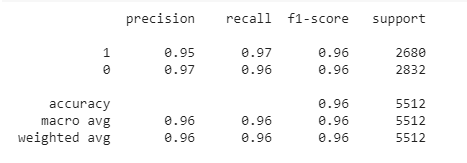 precision recall f1-score support
1 0.95 0.97 0.96 2680
0 0.97 0.96 0.96 2832
accuracy 0.96 5512
macro avg 0.96 0.96 0.96 5512
weighted avg 0.96 0.96 0.96 5512